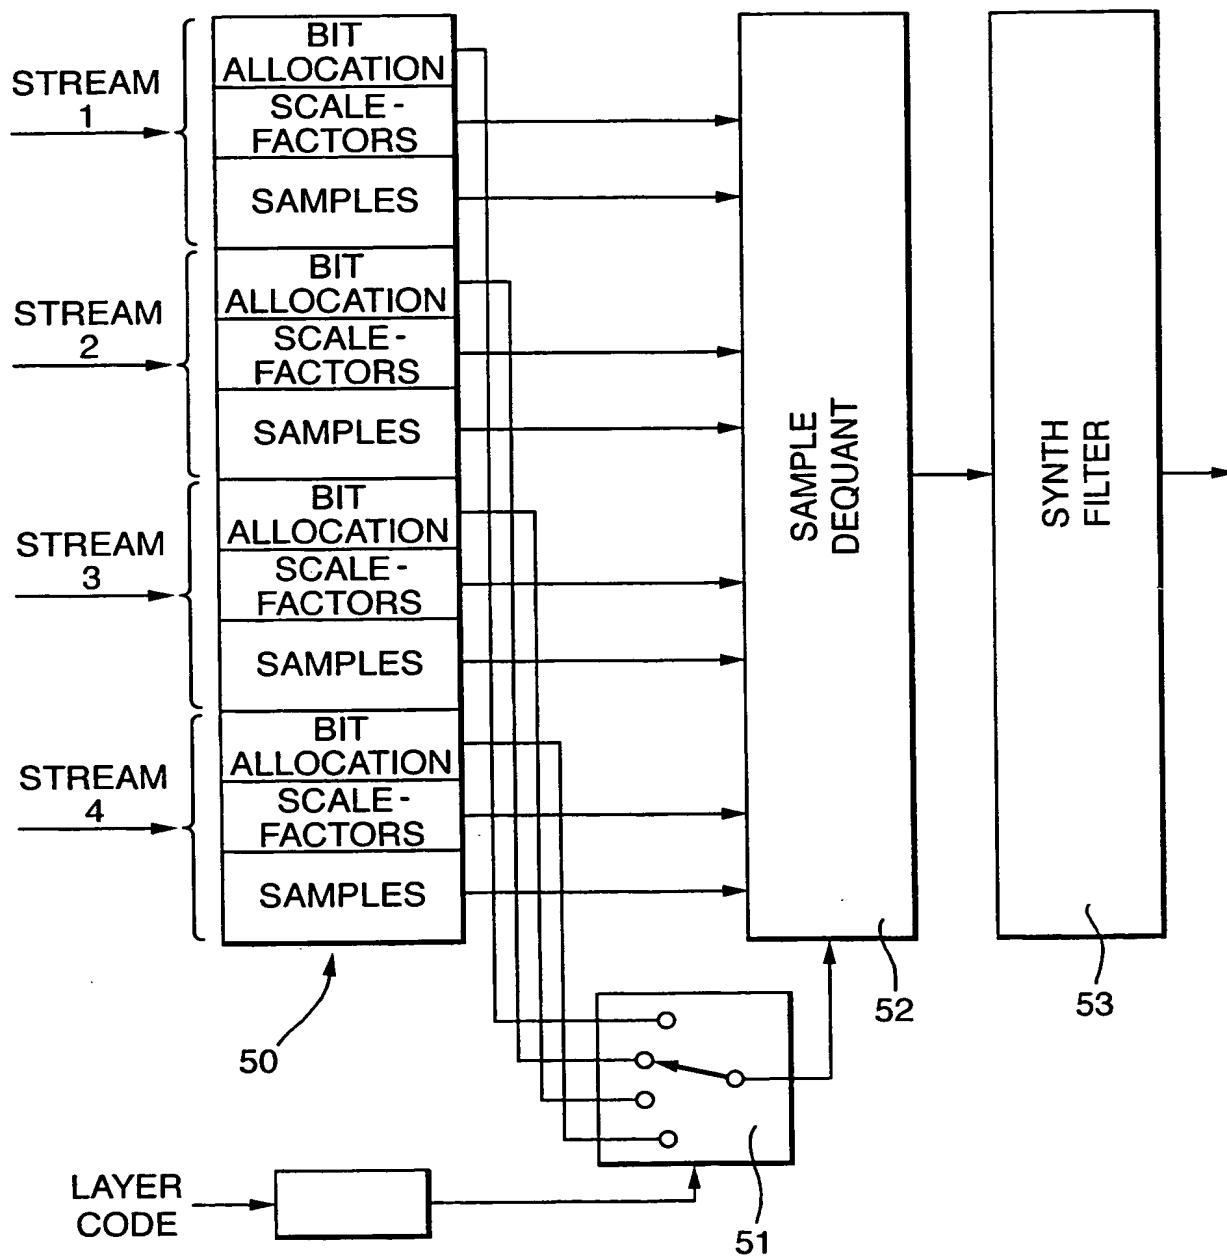 STREAM
1
BIT
ALLOCATION
SCALE-
FACTORS
SAMPLES
STREAM
2
BIT
ALLOCATION
SCALE-
FACTORS
SAMPLES
STREAM
3
BIT
ALLOCATION
SCALE-
FACTORS
SAMPLES
STREAM
4
BIT
ALLOCATION
SCALE-
FACTORS
SAMPLES
SAMPLE
DEQUANT
SYNTH
FILTER
50
52
53
51
LAYER
CODE